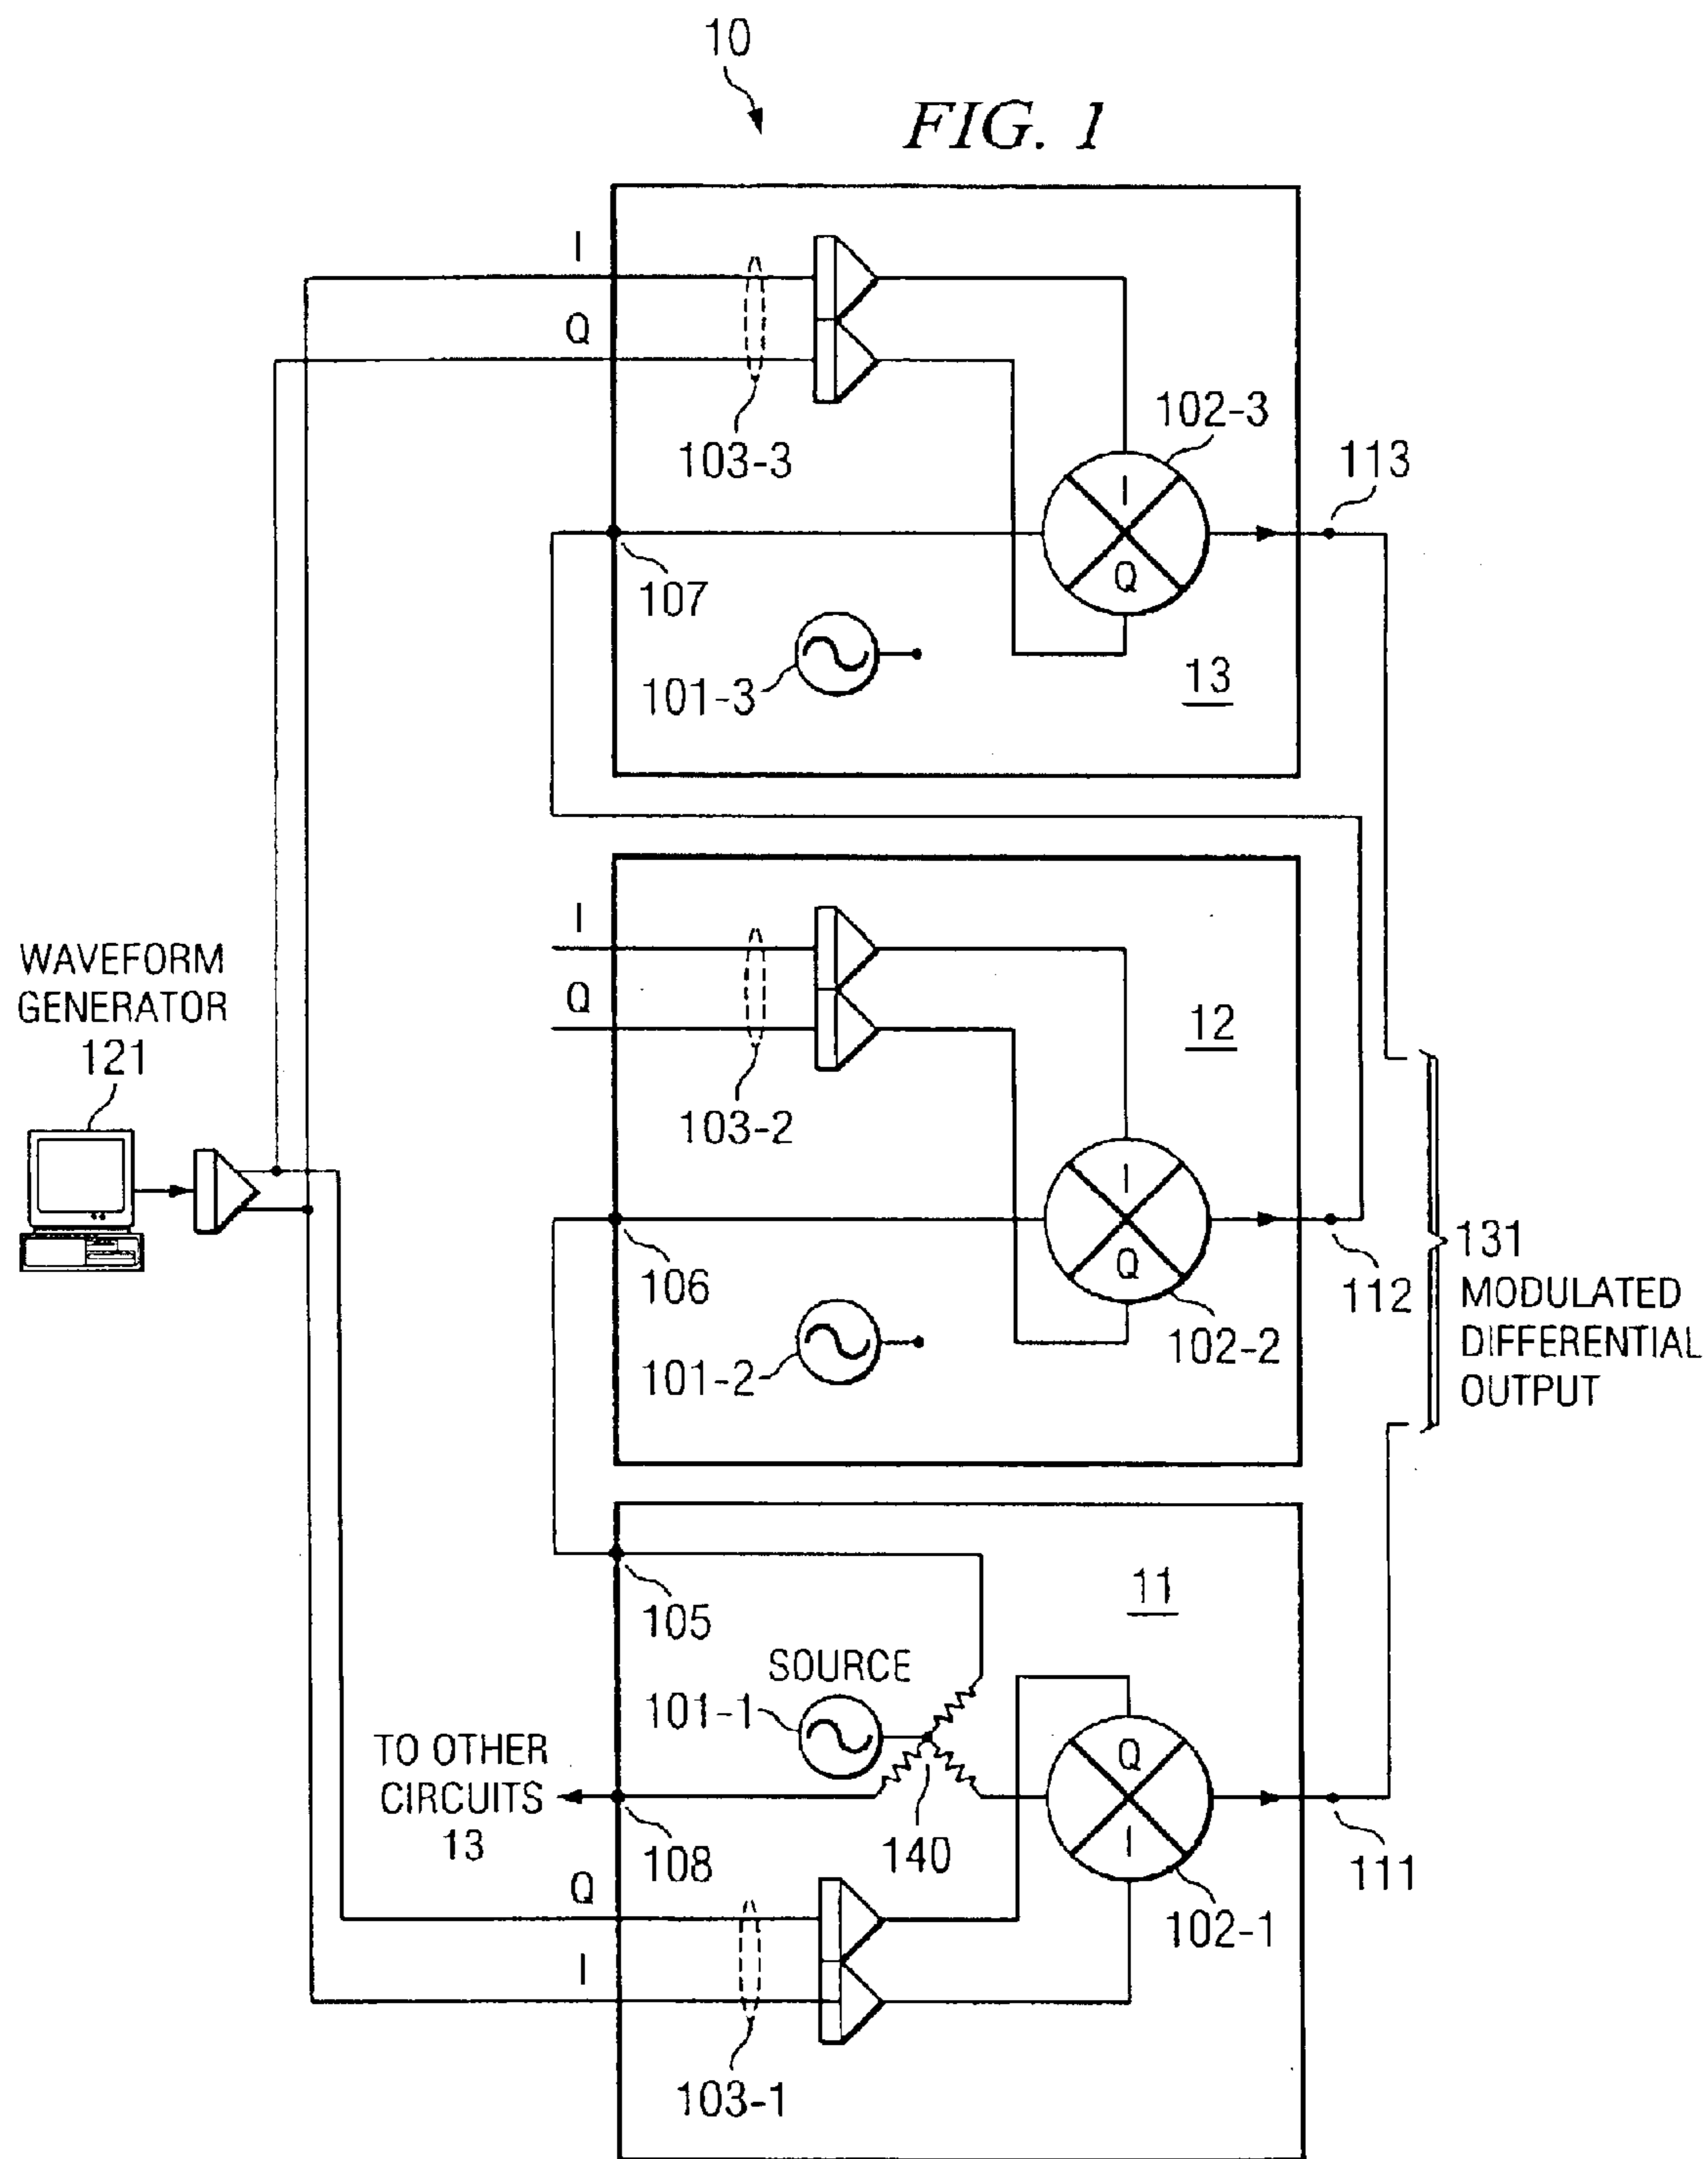 10
FIG. 1
I
Q
103-3
102-3
113
107
101-3
13
I
Q
I
Q
103-2
12
WAVEFORM
GENERATOR
121
106
101-2
I
Q
102-2
112
131
MODULATED
DIFFERENTIAL
OUTPUT
105
11
SOURCE
101-1
TO OTHER
CIRCUITS
13
108
140
Q
I
102-1
111
Q
I
103-1